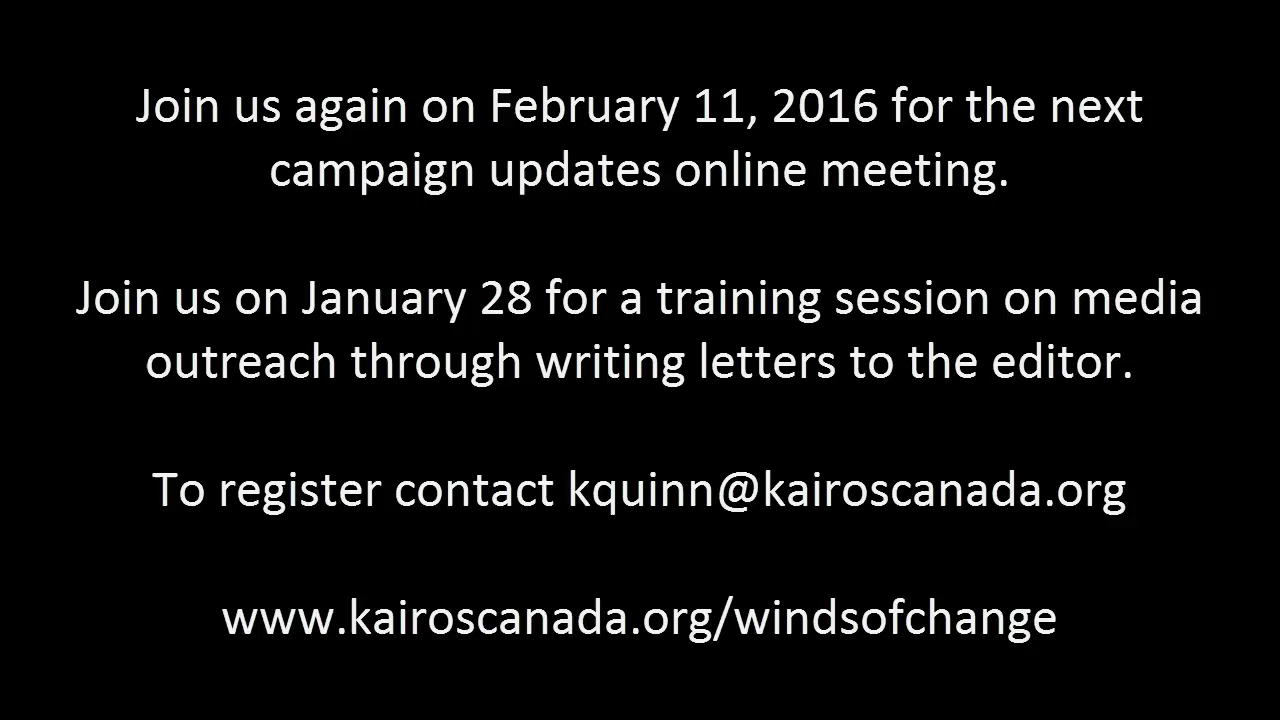 Join us again on February 11, 2016 for the next
campaign updates online meeting.
Join us on January 28 for a training session on media
outreach through writing letters to the editor.
To register contact kquinn@kairoscanada.org
www.kairoscanada.org/windsofchange